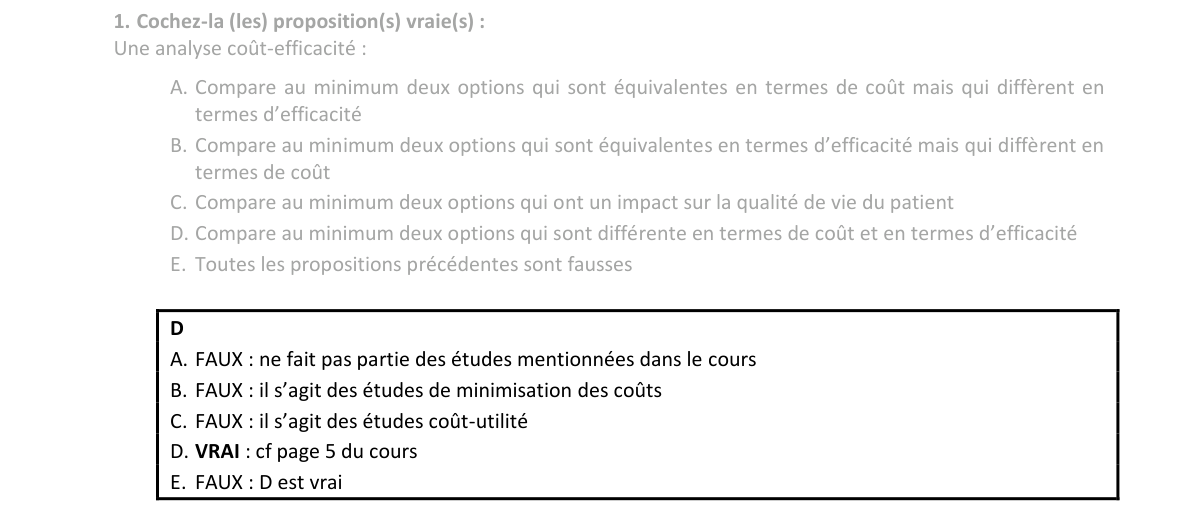 1. Cochez-la (les) proposition(s) vraie(s) :
Une analyse coût-efficacité :
A. Compare au minimum deux options qui sont équivalentes en termes de coût mais qui diffèrent en
termes d’efficacité
B. Compare au minimum deux options qui sont équivalentes en termes d’efficacité mais qui diffèrent en
termes de coût
C. Compare au minimum deux options qui ont un impact sur la qualité de vie du patient
D. Compare au minimum deux options qui sont différente en termes de coût et en termes d’efficacité
E. Toutes les propositions précédentes sont fausses
D
A. FAUX : ne fait pas partie des études mentionnées dans le cours
B. FAUX : il s’agit des études de minimisation des coûts
C. FAUX : il s’agit des études coût-utilité
D. VRAI : cf page 5 du cours
E. FAUX : D est vrai